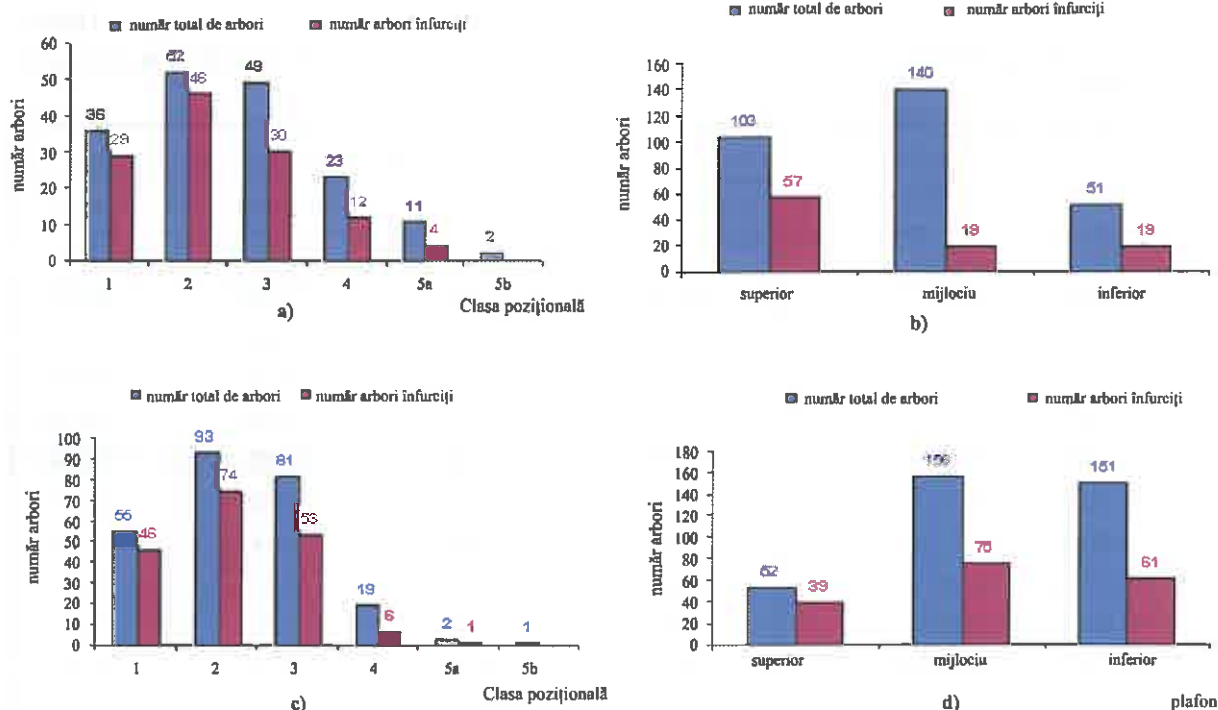 număr total de arbori număr arbori înfurciți
număr arbori
60
50
40
30
20
10
0
36 29 52 46 49 30 23 12 11 4 2
1 2 3 4 5a 5b
Clasa pozițională
a)
număr total de arbori număr arbori înfurciți
număr arbori
160
140
120
100
80
60
40
20
0
103 57 140 19 51 19
superior mijlociu inferior
b)
număr total de arbori număr arbori înfurciți
număr arbori
100
90
80
70
60
50
40
30
20
10
0
55 46 93 74 81 53 19 6 2 1 1
1 2 3 4 5a 5b
Clasa pozițională
c)
număr total de arbori număr arbori înfurciți
număr arbori
180
160
140
120
100
80
60
40
20
0
52 39 156 75 151 61
superior mijlociu inferior
d) plafon